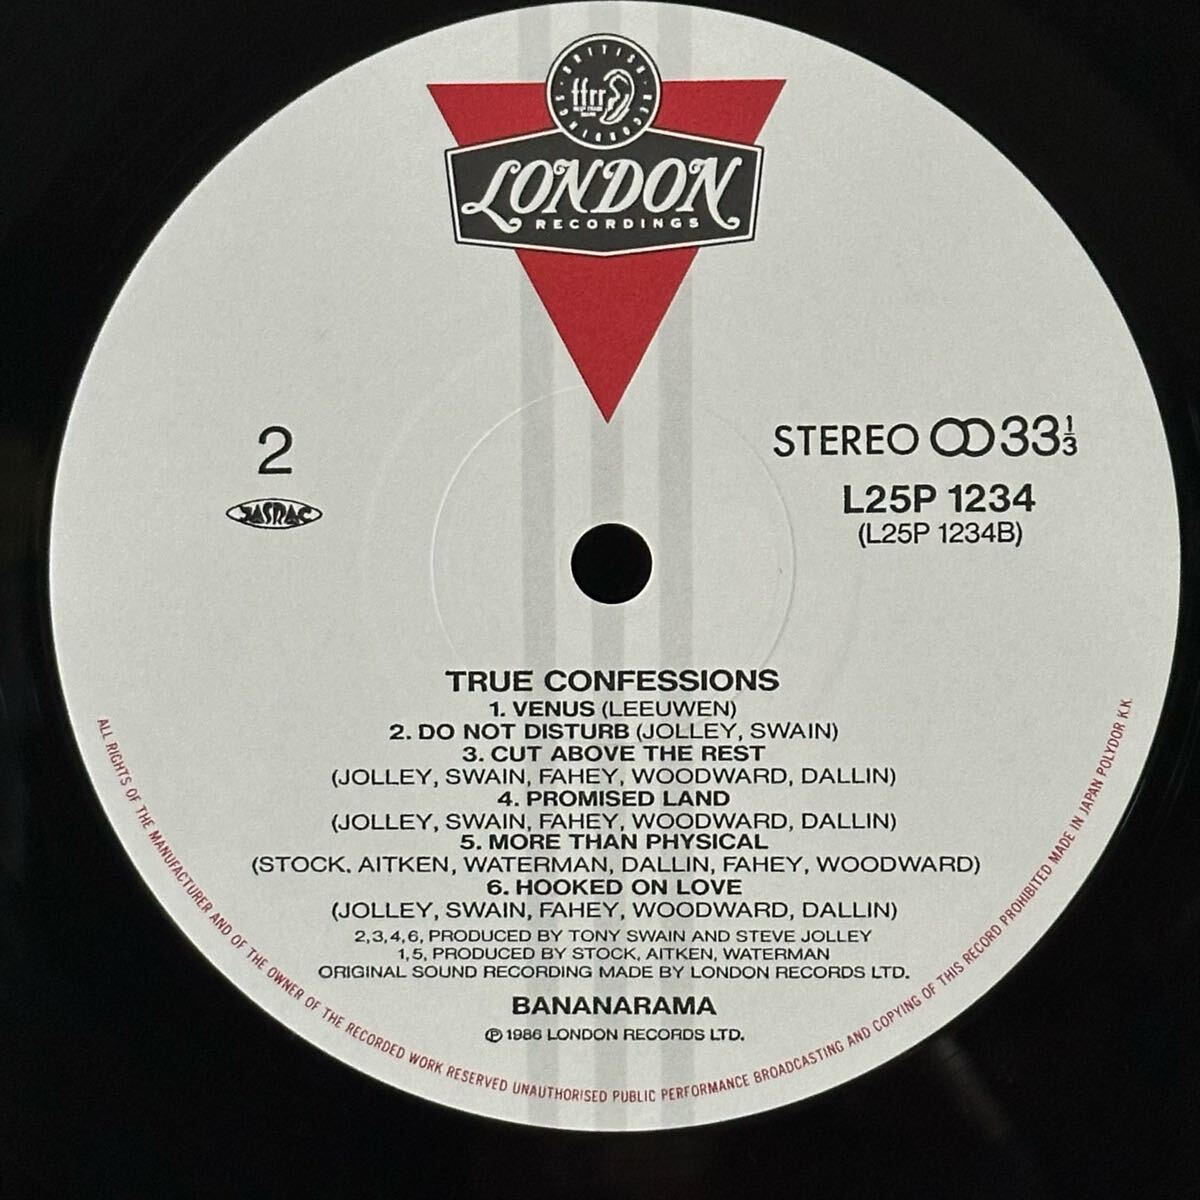 BRITISH RECORDINGS
ffrr
LONDON
RECORDINGS
2
JASRAC
STEREO 33 1/3
L25P 1234
(L25P 1234B)
TRUE CONFESSIONS
1. VENUS (LEEUWEN)
2. DO NOT DISTURB (JOLLEY, SWAIN)
3. CUT ABOVE THE REST
(JOLLEY, SWAIN, FAHEY, WOODWARD, DALLIN)
4. PROMISED LAND
(JOLLEY, SWAIN, FAHEY, WOODWARD, DALLIN)
5. MORE THAN PHYSICAL
(STOCK. AITKEN, WATERMAN, DALLIN, FAHEY, WOODWARD)
6. HOOKED ON LOVE
(JOLLEY, SWAIN, FAHEY, WOODWARD, DALLIN)
2,3,4,6, PRODUCED BY TONY SWAIN AND STEVE JOLLEY
1,5, PRODUCED BY STOCK, AITKEN, WATERMAN
ORIGINAL SOUND RECORDING MADE BY LONDON RECORDS LTD.
BANANARAMA
℗ 1986 LONDON RECORDS LTD.
ALL RIGHTS OF THE MANUFACTURER AND OF THE OWNER OF THE RECORDED WORK RESERVED UNAUTHORISED PUBLIC PERFORMANCE BROADCASTING AND COPYING OF THIS RECORD PROHIBITED MADE IN JAPAN POLYDOR K.K.